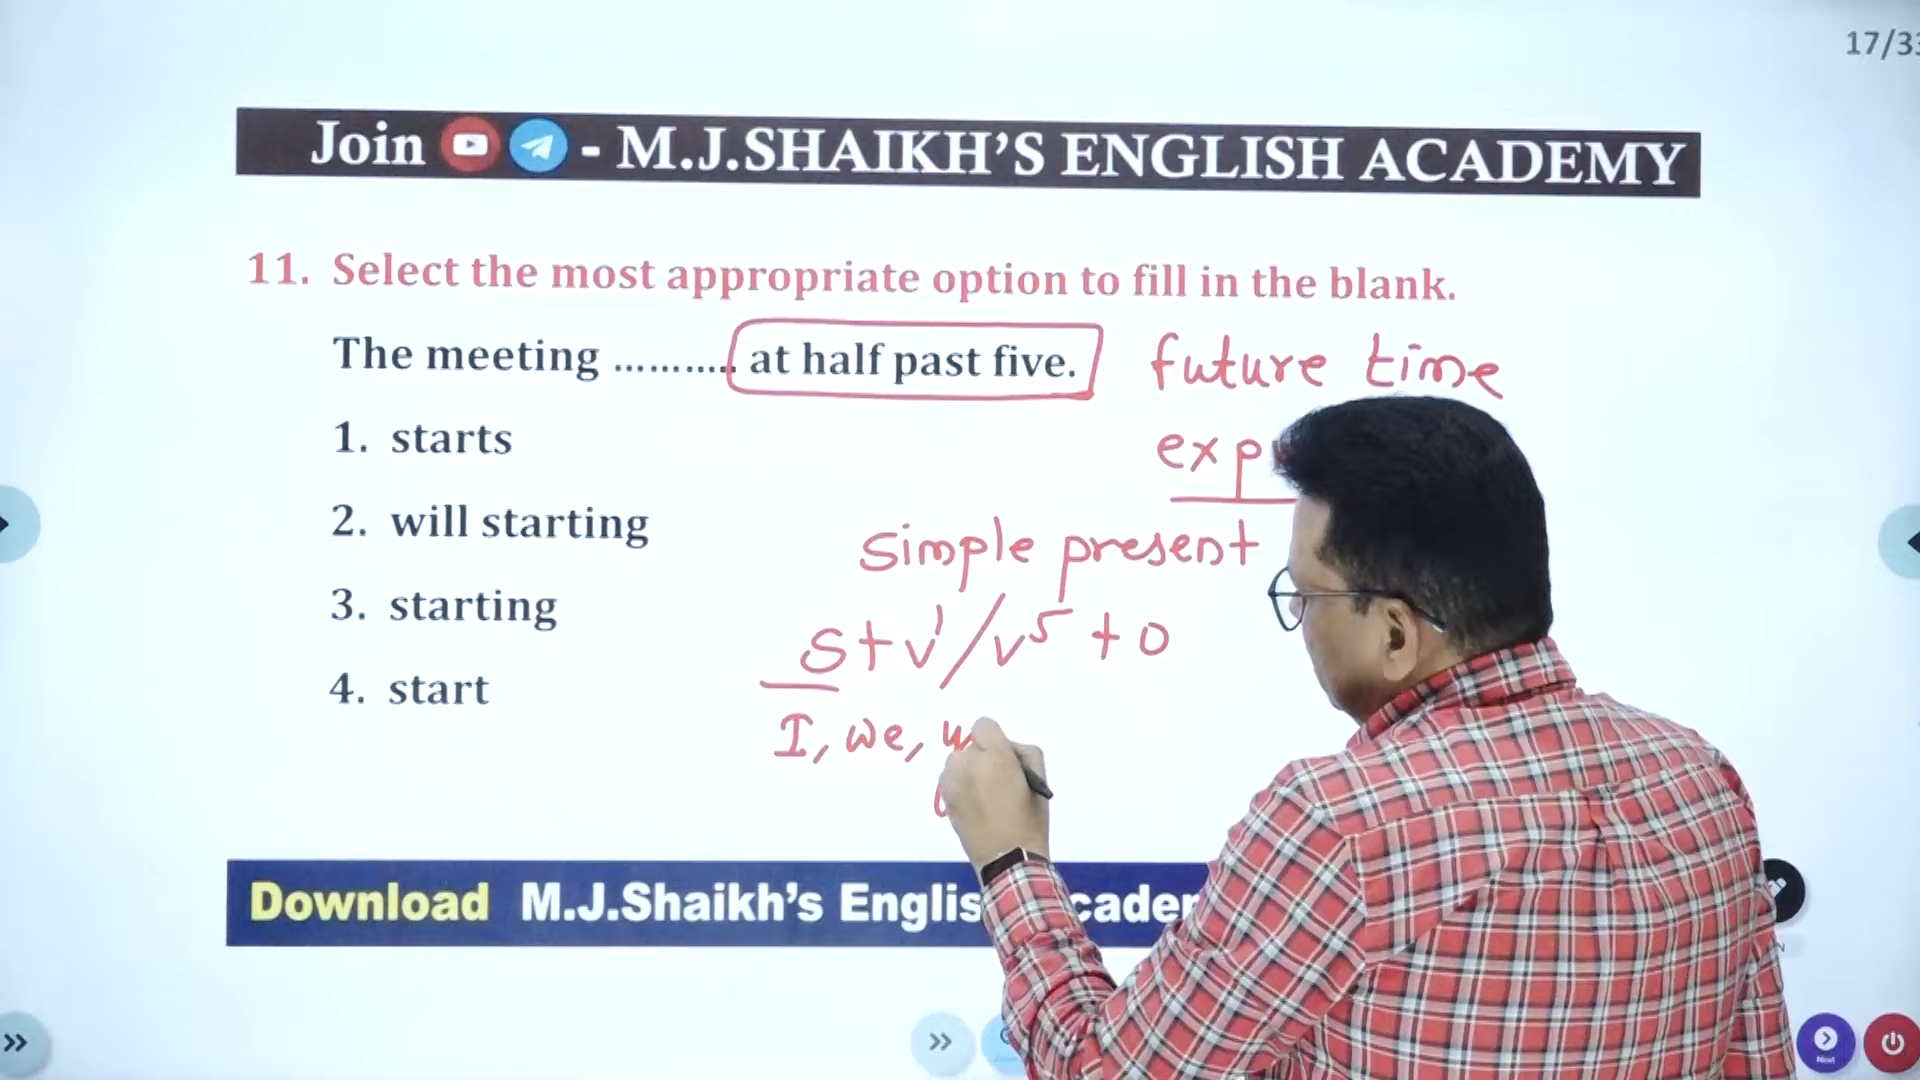 17/33
Join - M.J.SHAIKH'S ENGLISH ACADEMY
11. Select the most appropriate option to fill in the blank.
The meeting ........... at half past five.
future time
1. starts
exp
2. will starting
simple present
3. starting
S + V1 / V5 + O
4. start
I, we,
Download M.J.Shaikh's Englis
Next